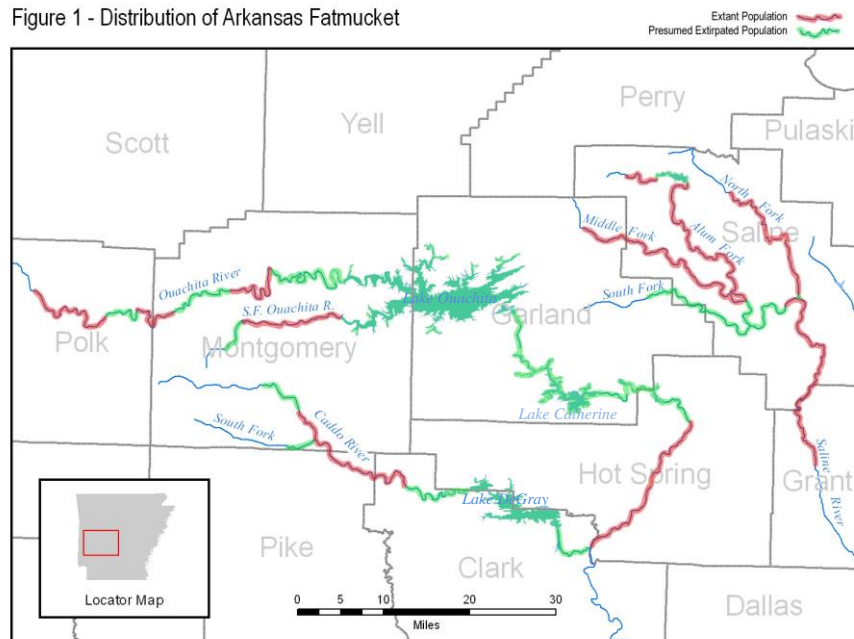 Figure 1 - Distribution of Arkansas Fatmucket
Extant Population
Presumed Extirpated Population
Perry
Yell
Scott
Pulaski
North Fork
Saline
Middle Fork
Alum Fork
Ouachita River
Lake Ouachita
South Fork
S.F. Ouachita R.
Garland
Polk
Montgomery
Lake Catherine
South Fork
Caddo River
Hot Spring
Grant
Saline River
Lake DeGray
Pike
Clark
Dallas
Locator Map
0 5 10 20 30
Miles